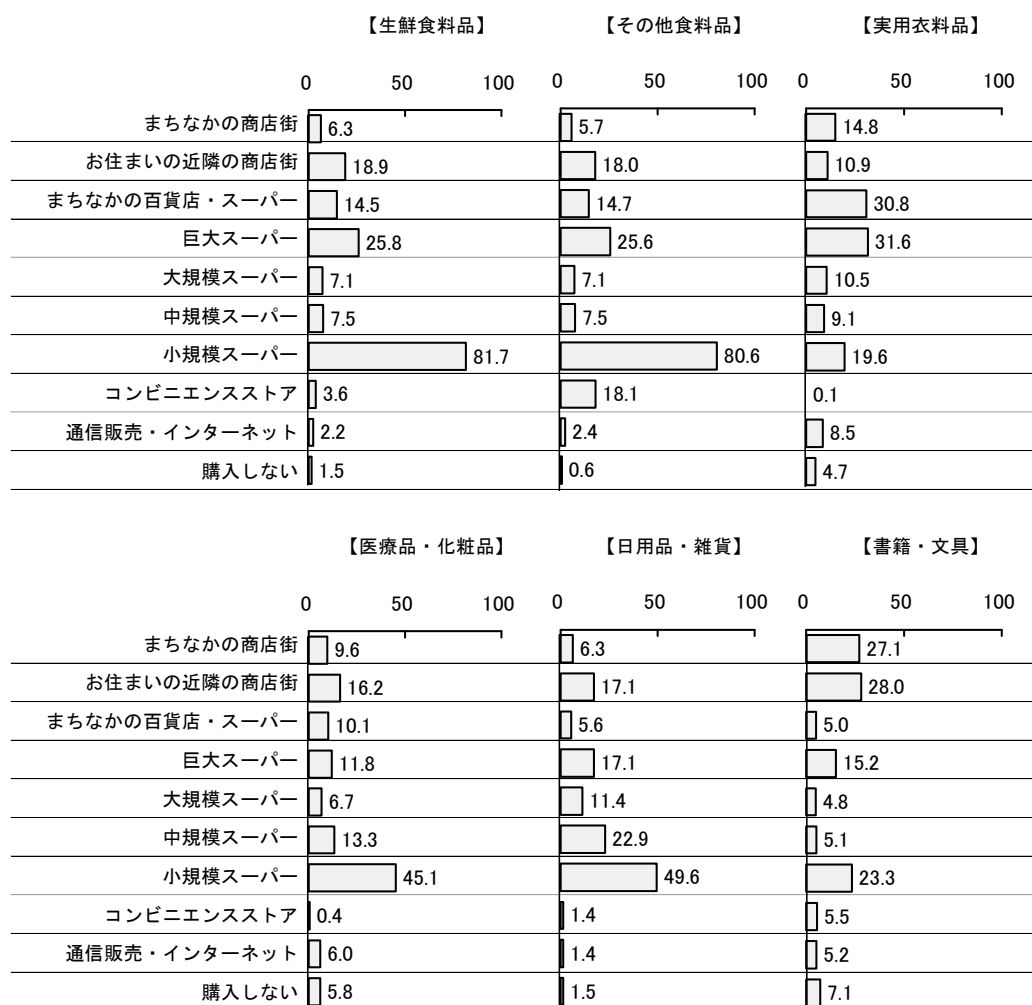 【生鮮食料品】 【その他食料品】 【実用衣料品】
0 50 100 0 50 100 0 50 100
まちなかの商店街 6.3 5.7 14.8
お住まいの近隣の商店街 18.9 18.0 10.9
まちなかの百貨店・スーパー 14.5 14.7 30.8
巨大スーパー 25.8 25.6 31.6
大規模スーパー 7.1 7.1 10.5
中規模スーパー 7.5 7.5 9.1
小規模スーパー 81.7 80.6 19.6
コンビニエンスストア 3.6 18.1 0.1
通信販売・インターネット 2.2 2.4 8.5
購入しない 1.5 0.6 4.7
【医療品・化粧品】 【日用品・雑貨】 【書籍・文具】
0 50 100 0 50 100 0 50 100
まちなかの商店街 9.6 6.3 27.1
お住まいの近隣の商店街 16.2 17.1 28.0
まちなかの百貨店・スーパー 10.1 5.6 5.0
巨大スーパー 11.8 17.1 15.2
大規模スーパー 6.7 11.4 4.8
中規模スーパー 13.3 22.9 5.1
小規模スーパー 45.1 49.6 23.3
コンビニエンスストア 0.4 1.4 5.5
通信販売・インターネット 6.0 1.4 5.2
購入しない 5.8 1.5 7.1